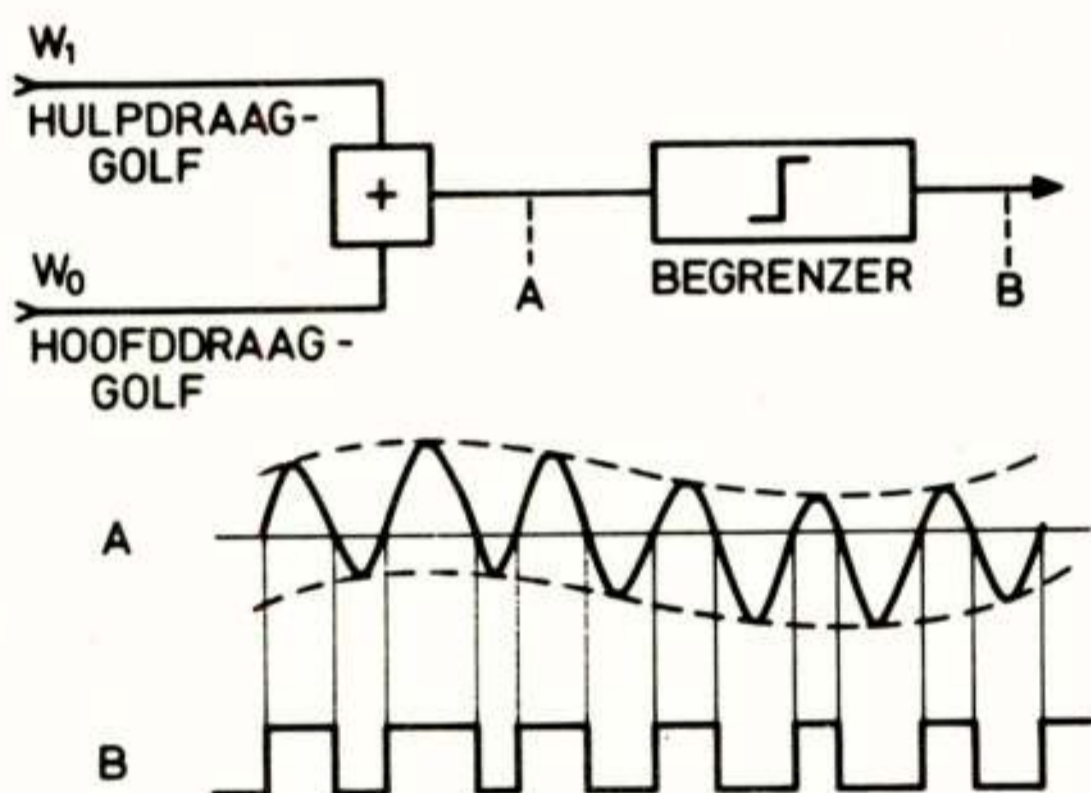 W₁
HULPDRAAG-
GOLF
+
W₀
HOOFDDRAAG-
GOLF
A
BEGRENZER
B
A
B